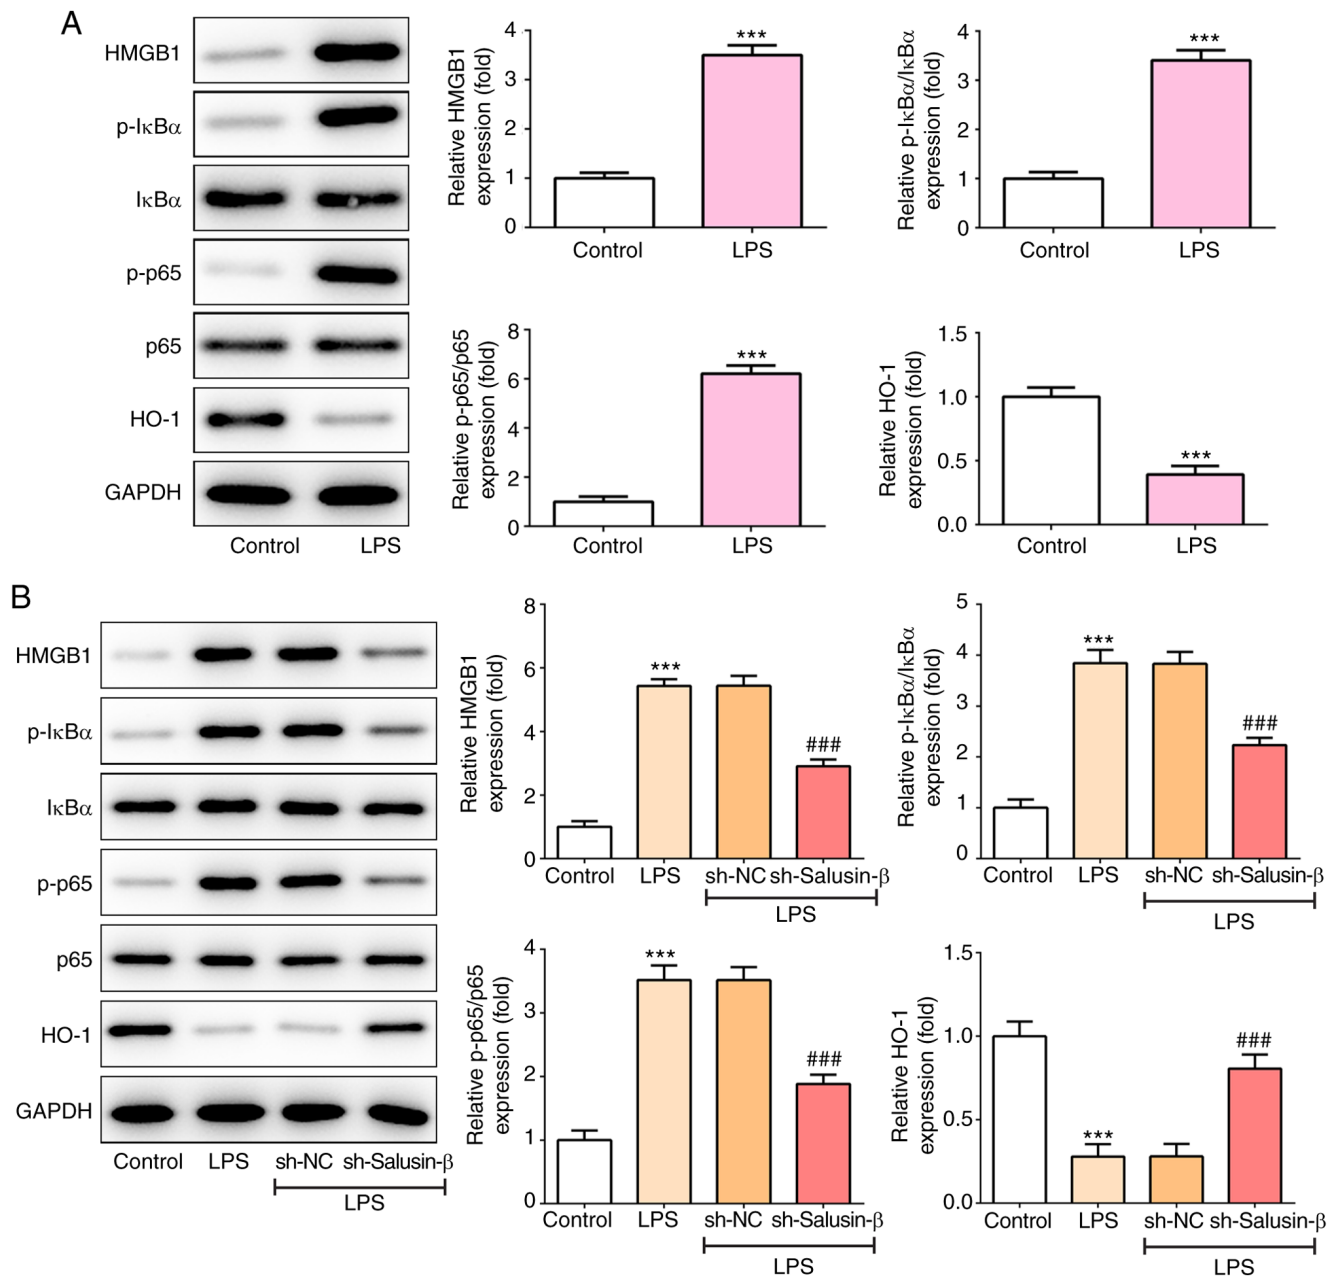 A
HMGB1
p-IκBα
IκBα
p-p65
p65
HO-1
GAPDH
Control LPS
Relative HMGB1
expression (fold)
4
3
2
1
0
***
Control LPS
Relative p-IκBα/IκBα
expression (fold)
4
3
2
1
0
***
Control LPS
Relative p-p65/p65
expression (fold)
8
6
4
2
0
***
Control LPS
Relative HO-1
expression (fold)
1.5
1.0
0.5
0.0
***
Control LPS
B
HMGB1
p-IκBα
IκBα
p-p65
p65
HO-1
GAPDH
Control LPS sh-NC sh-Salusin-β
LPS
Relative HMGB1
expression (fold)
8
6
4
2
0
***
###
Control LPS sh-NC sh-Salusin-β
LPS
Relative p-IκBα/IκBα
expression (fold)
5
4
3
2
1
0
***
###
Control LPS sh-NC sh-Salusin-β
LPS
Relative p-p65/p65
expression (fold)
4
3
2
1
0
***
###
Control LPS sh-NC sh-Salusin-β
LPS
Relative HO-1
expression (fold)
1.5
1.0
0.5
0.0
***
###
Control LPS sh-NC sh-Salusin-β
LPS